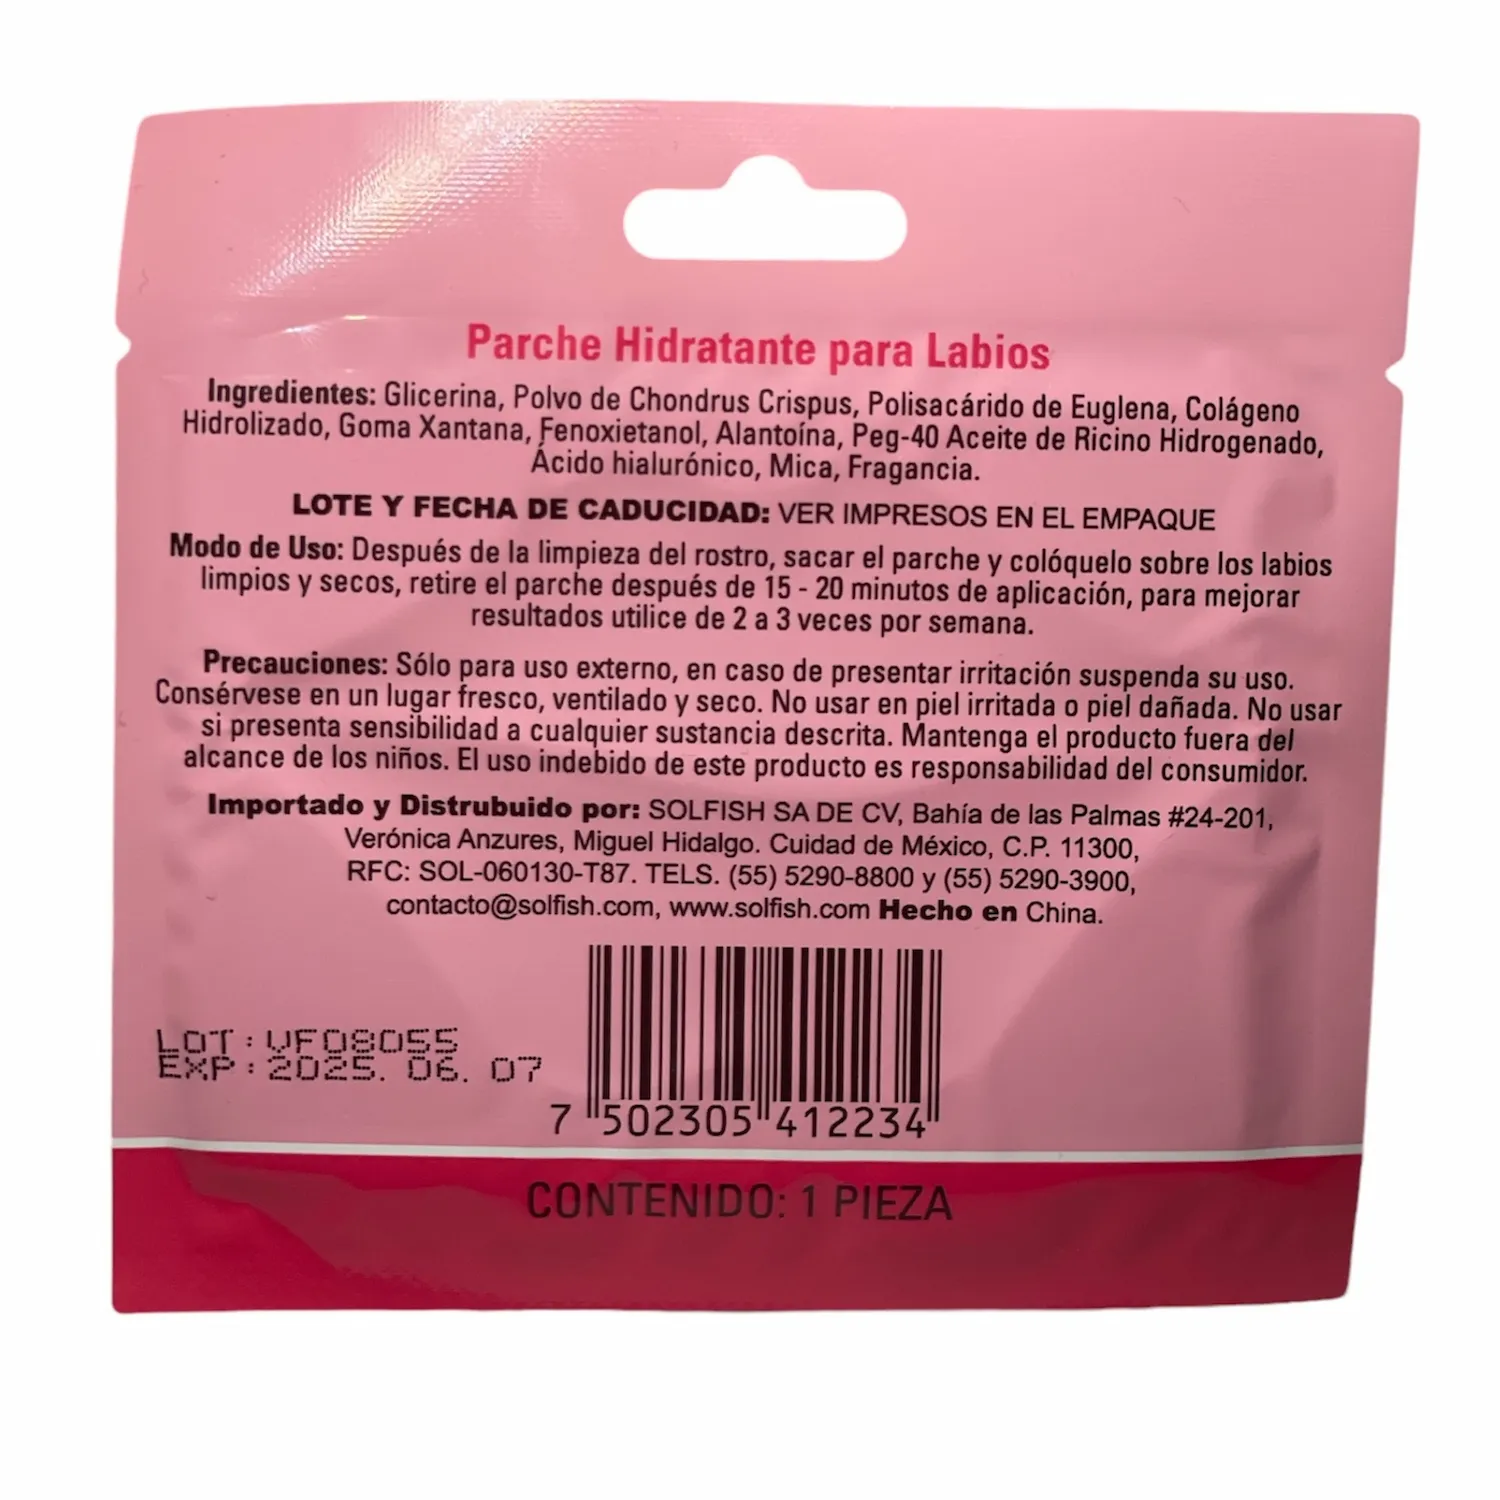 Parche Hidratante para Labios
Ingredientes: Glicerina, Polvo de Chondrus Crispus, Polisacárido de Euglena, Colágeno
Hidrolizado, Goma Xantana, Fenoxietanol, Alantoína, Peg-40 Aceite de Ricino Hidrogenado,
Ácido hialurónico, Mica, Fragancia.
LOTE Y FECHA DE CADUCIDAD: VER IMPRESOS EN EL EMPAQUE
Modo de Uso: Después de la limpieza del rostro, sacar el parche y colóquelo sobre los labios
limpios y secos, retire el parche después de 15 - 20 minutos de aplicación, para mejorar
resultados utilice de 2 a 3 veces por semana.
Precauciones: Sólo para uso externo, en caso de presentar irritación suspenda su uso.
Consérvese en un lugar fresco, ventilado y seco. No usar en piel irritada o piel dañada. No usar
si presenta sensibilidad a cualquier sustancia descrita. Mantenga el producto fuera del
alcance de los niños. El uso indebido de este producto es responsabilidad del consumidor.
Importado y Distrubuido por: SOLFISH SA DE CV, Bahía de las Palmas #24-201,
Verónica Anzures, Miguel Hidalgo. Cuidad de México, C.P. 11300,
RFC: SOL-060130-T87. TELS. (55) 5290-8800 y (55) 5290-3900,
contacto@solfish.com, www.solfish.com Hecho en China.
LOT: VF08055
EXP: 2025. 06. 07
7 502305 412234
CONTENIDO: 1 PIEZA